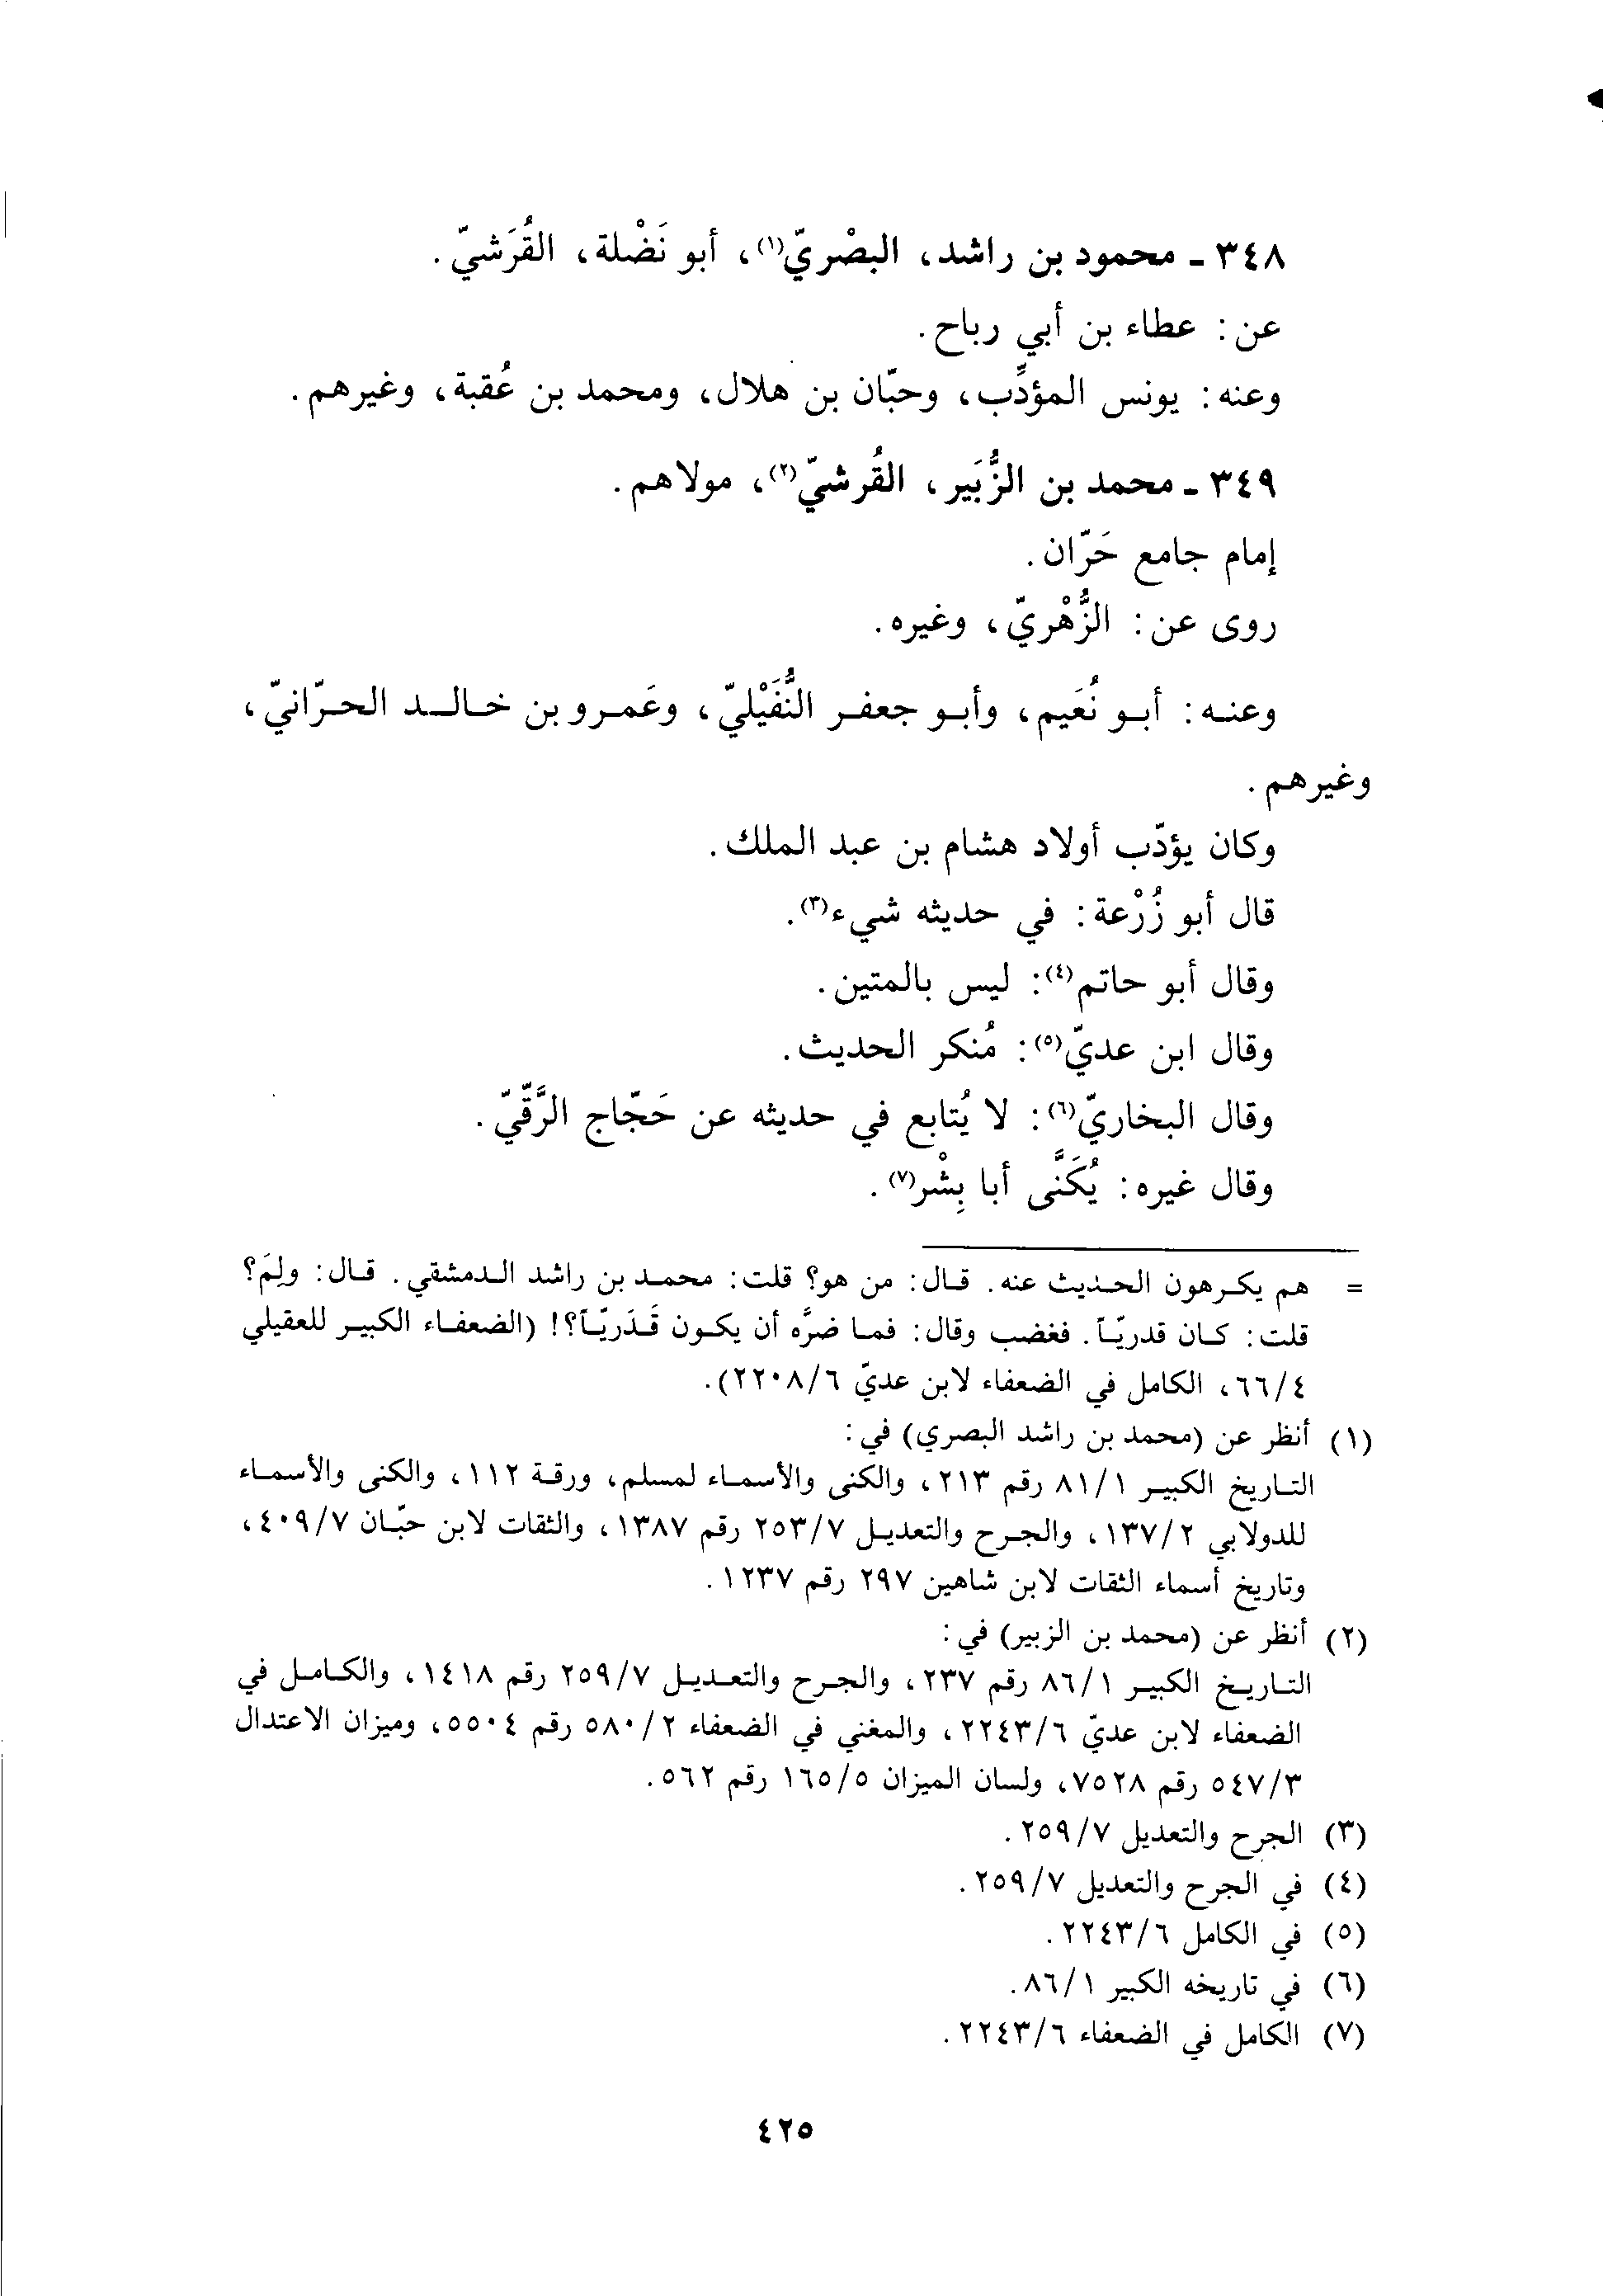 ٣٤٨ - محمود بن راشد، البصْريّ(١)، أبو نَضْلة، القُرَشيّ.
عن: عطاء بن أبي رباح.
وعنه: يونس المؤدِّب، وحبّان بن هلال، ومحمد بن عُقبة، وغيرهم.
٣٤٩ - محمد بن الزُّبَير، القُرشيّ(٢)، مولاهم.
إمام جامع حَرّان.
روى عن: الزُّهْريّ، وغيره.
وعنه: أبو نُعَيم، وأبو جعفر النُّفَيْليّ، وعَمرو بن خالد الحرّانيّ،
وغيرهم.
وكان يؤدّب أولاد هشام بن عبد الملك.
قال أبو زُرْعة: في حديثه شيء(٣).
وقال أبو حاتم(٤): ليس بالمتين.
وقال ابن عديّ(٥): مُنكر الحديث.
وقال البخاريّ(٦): لا يُتابع في حديثه عن حَجّاج الرَّقّيّ.
وقال غيره: يُكَنَّى أبا بِشْر(٧).
= هم يكرهون الحديث عنه. قال: من هو؟ قلت: محمد بن راشد الدمشقي. قال: ولِمَ؟
قلت: كان قدريّاً. فغضب وقال: فما ضرَّه أن يكون قَدَريّاً؟! (الضعفاء الكبير للعقيلي
٤/٦٦، الكامل في الضعفاء لابن عديّ ٦/٢٢٠٨).
(١) أنظر عن (محمد بن راشد البصري) في:
التاريخ الكبير ١/٨١ رقم ٢١٣، والكنى والأسماء لمسلم، ورقة ١١٢، والكنى والأسماء
للدولابي ٢/١٣٧، والجرح والتعديل ٧/٢٥٣ رقم ١٣٨٧، والثقات لابن حبّان ٧/٤٠٩،
وتاريخ أسماء الثقات لابن شاهين ٢٩٧ رقم ١٢٣٧.
(٢) أنظر عن (محمد بن الزبير) في:
التاريخ الكبير ١/٨٦ رقم ٢٣٧، والجرح والتعديل ٧/٢٥٩ رقم ١٤١٨، والكامل في
الضعفاء لابن عديّ ٦/٢٢٤٣، والمغني في الضعفاء ٢/٥٨٠ رقم ٥٥٠٤، وميزان الاعتدال
٣/٥٤٧ رقم ٧٥٢٨، ولسان الميزان ٥/١٦٥ رقم ٥٦٢.
(٣) الجرح والتعديل ٧/٢٥٩.
(٤) في الجرح والتعديل ٧/٢٥٩.
(٥) في الكامل ٦/٢٢٤٣.
(٦) في تاريخه الكبير ١/٨٦.
(٧) الكامل في الضعفاء ٦/٢٢٤٣.
٤٢٥